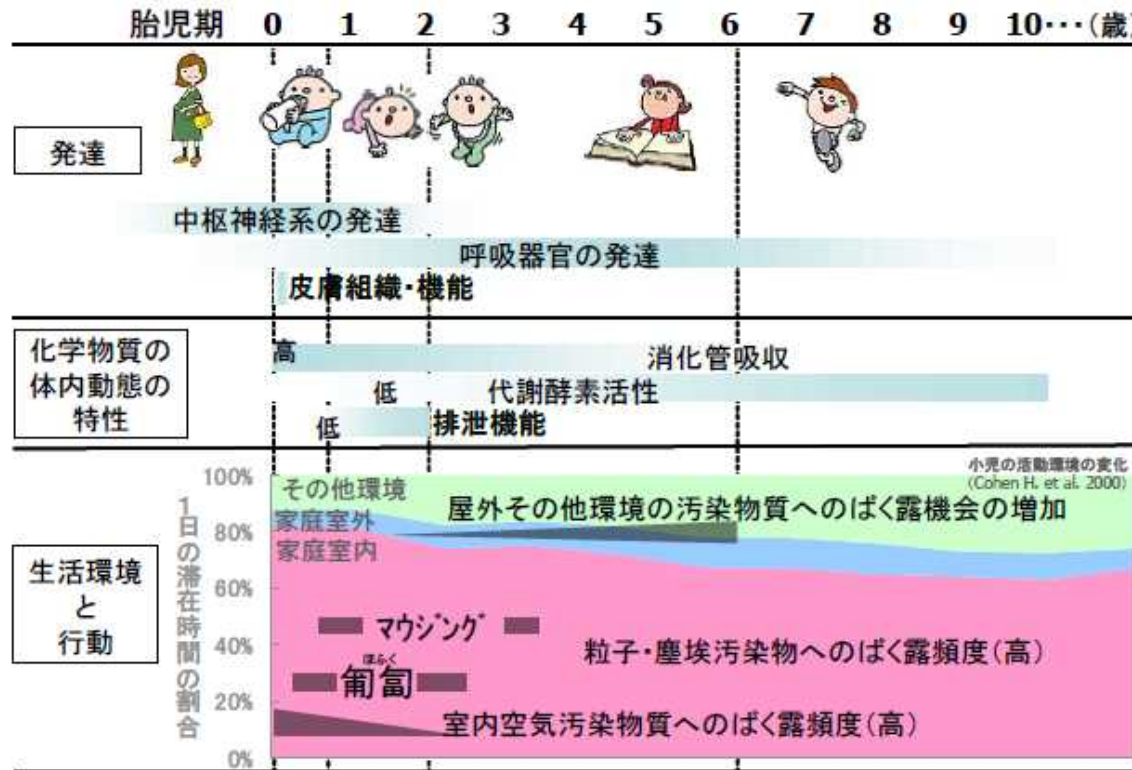 胎児期 0 1 2 3 4 5 6 7 8 9 10･･･(歳)
発達
中枢神経系の発達
呼吸器官の発達
皮膚組織･機能
化学物質の
体内動態の
特性
高 消化管吸収
低 代謝酵素活性
低 排泄機能
生活環境
と
行動
1日の滞在時間の割合
100%
80%
60%
40%
20%
0%
小児の活動環境の変化
(Cohen H. et al. 2000)
その他環境
屋外その他環境の汚染物質へのばく露機会の増加
家庭室外
家庭室内
マウジング
粒子･塵埃汚染物へのばく露頻度(高)
ほふく
匍匐
室内空気汚染物質へのばく露頻度(高)